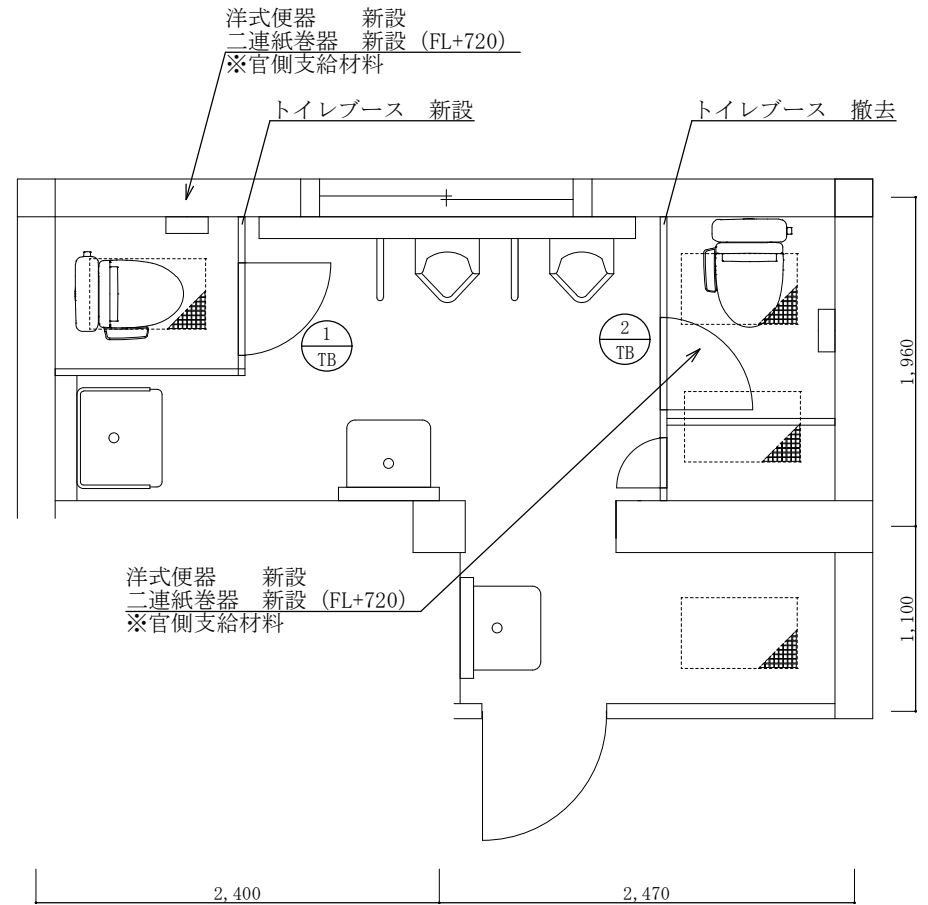 洋式便器　　新設
二連紙巻器　新設（FL+720）
※官側支給材料
トイレブース　新設
トイレブース　撤去
1
TB
2
TB
1,960
洋式便器　　新設
二連紙巻器　新設（FL+720）
※官側支給材料
1,100
2,400
2,470